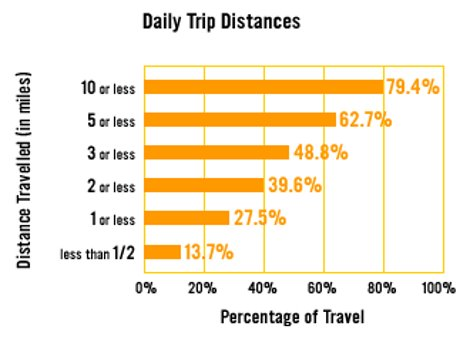 Daily Trip Distances
Distance Travelled (in miles)
10 or less 79.4%
5 or less 62.7%
3 or less 48.8%
2 or less 39.6%
1 or less 27.5%
less than 1/2 13.7%
0% 20% 40% 60% 80% 100%
Percentage of Travel